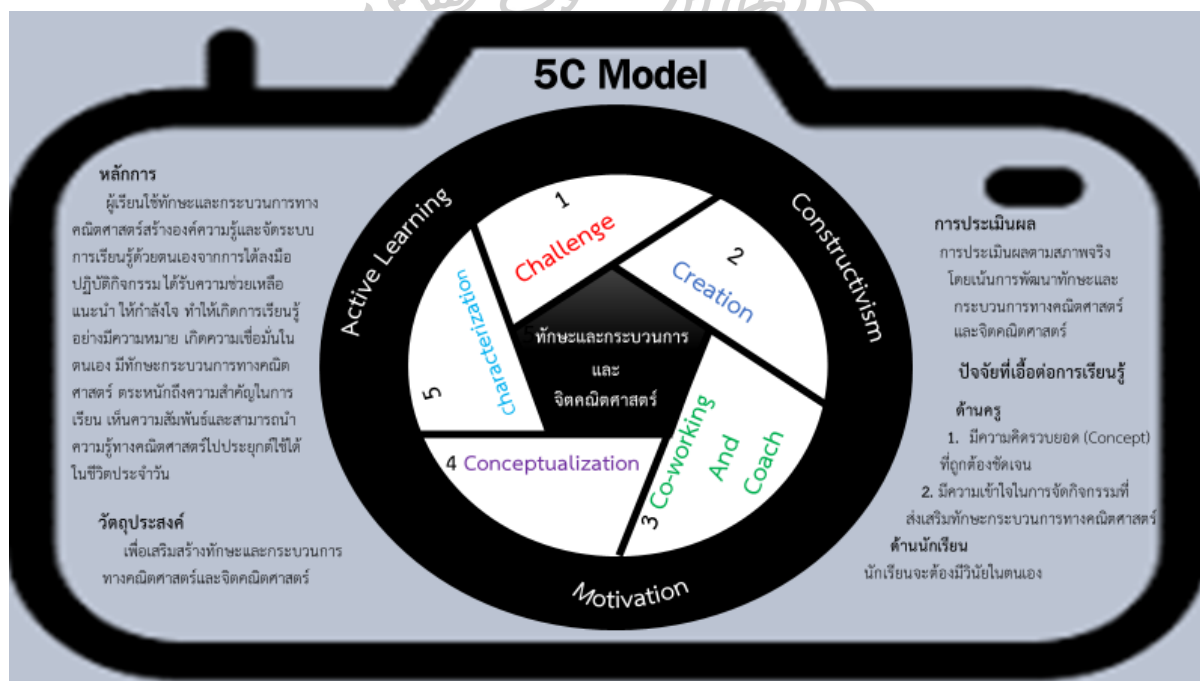 5C Model
หลักการ
ผู้เรียนใช้ทักษะและกระบวนการทาง
คณิตศาสตร์สร้างองค์ความรู้และจัดระบบ
การเรียนรู้ด้วยตนเองจากการได้ลงมือ
ปฏิบัติกิจกรรม ได้รับความช่วยเหลือ
แนะนำ ให้กำลังใจ ทำให้เกิดการเรียนรู้
อย่างมีความหมาย เกิดความเชื่อมั่นใน
ตนเอง มีทักษะกระบวนการทางคณิต
ศาสตร์ ตระหนักถึงความสำคัญในการ
เรียน เห็นความสัมพันธ์และสามารถนำ
ความรู้ทางคณิตศาสตร์ไปประยุกต์ใช้ได้
ในชีวิตประจำวัน
วัตถุประสงค์
เพื่อเสริมสร้างทักษะและกระบวนการ
ทางคณิตศาสตร์และจิตคณิตศาสตร์
Active Learning
Constructivism
Motivation
1
Challenge
2
Creation
3 Co-working
And
Coach
4 Conceptualization
5
Characterization
ทักษะและกระบวนการ
และ
จิตคณิตศาสตร์
การประเมินผล
การประเมินผลตามสภาพจริง
โดยเน้นการพัฒนาทักษะและ
กระบวนการทางคณิตศาสตร์
และจิตคณิตศาสตร์
ปัจจัยที่เอื้อต่อการเรียนรู้
ด้านครู
1. มีความคิดรวบยอด (Concept)
ที่ถูกต้องชัดเจน
2. มีความเข้าใจในการจัดกิจกรรมที่
ส่งเสริมทักษะกระบวนการทางคณิตศาสตร์
ด้านนักเรียน
นักเรียนจะต้องมีวินัยในตนเอง